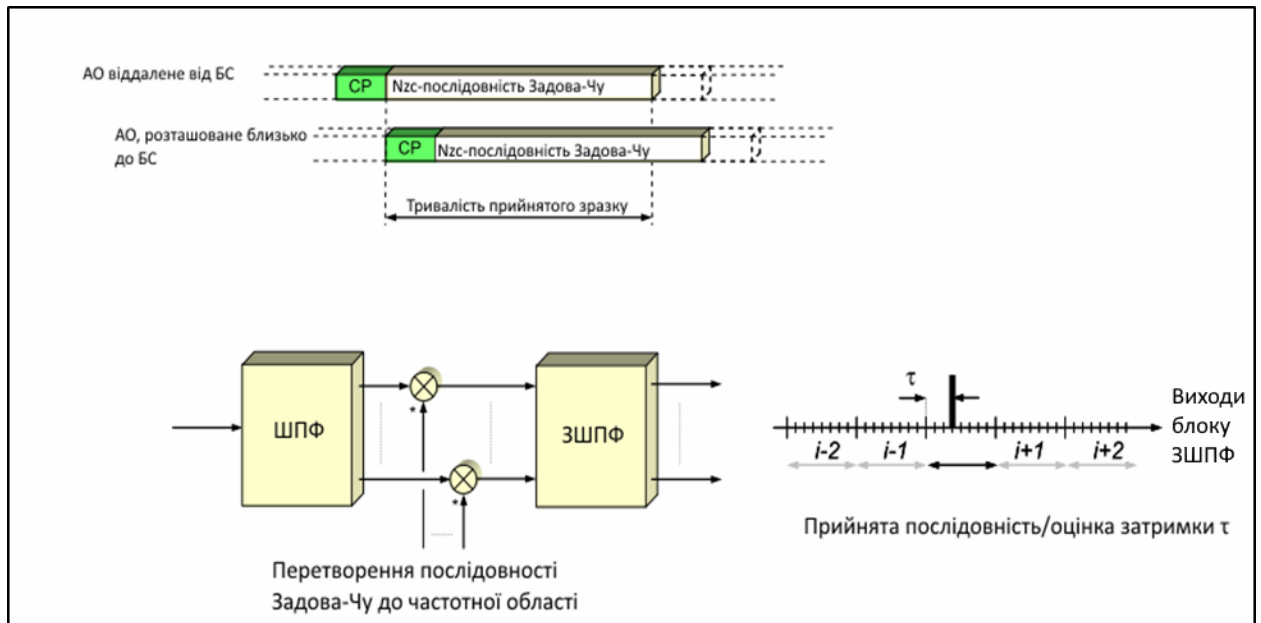 АО віддалене від БС
CP
Nzc-послідовність Задова-Чу
АО, розташоване близько
до БС
CP
Nzc-послідовність Задова-Чу
Тривалість прийнятого зразку
ШПФ
*
*
ЗШПФ
Перетворення послідовності
Задова-Чу до частотної області
τ
i-2
i-1
i+1
i+2
Виходи
блоку
ЗШПФ
Прийнята послідовність/оцінка затримки τ